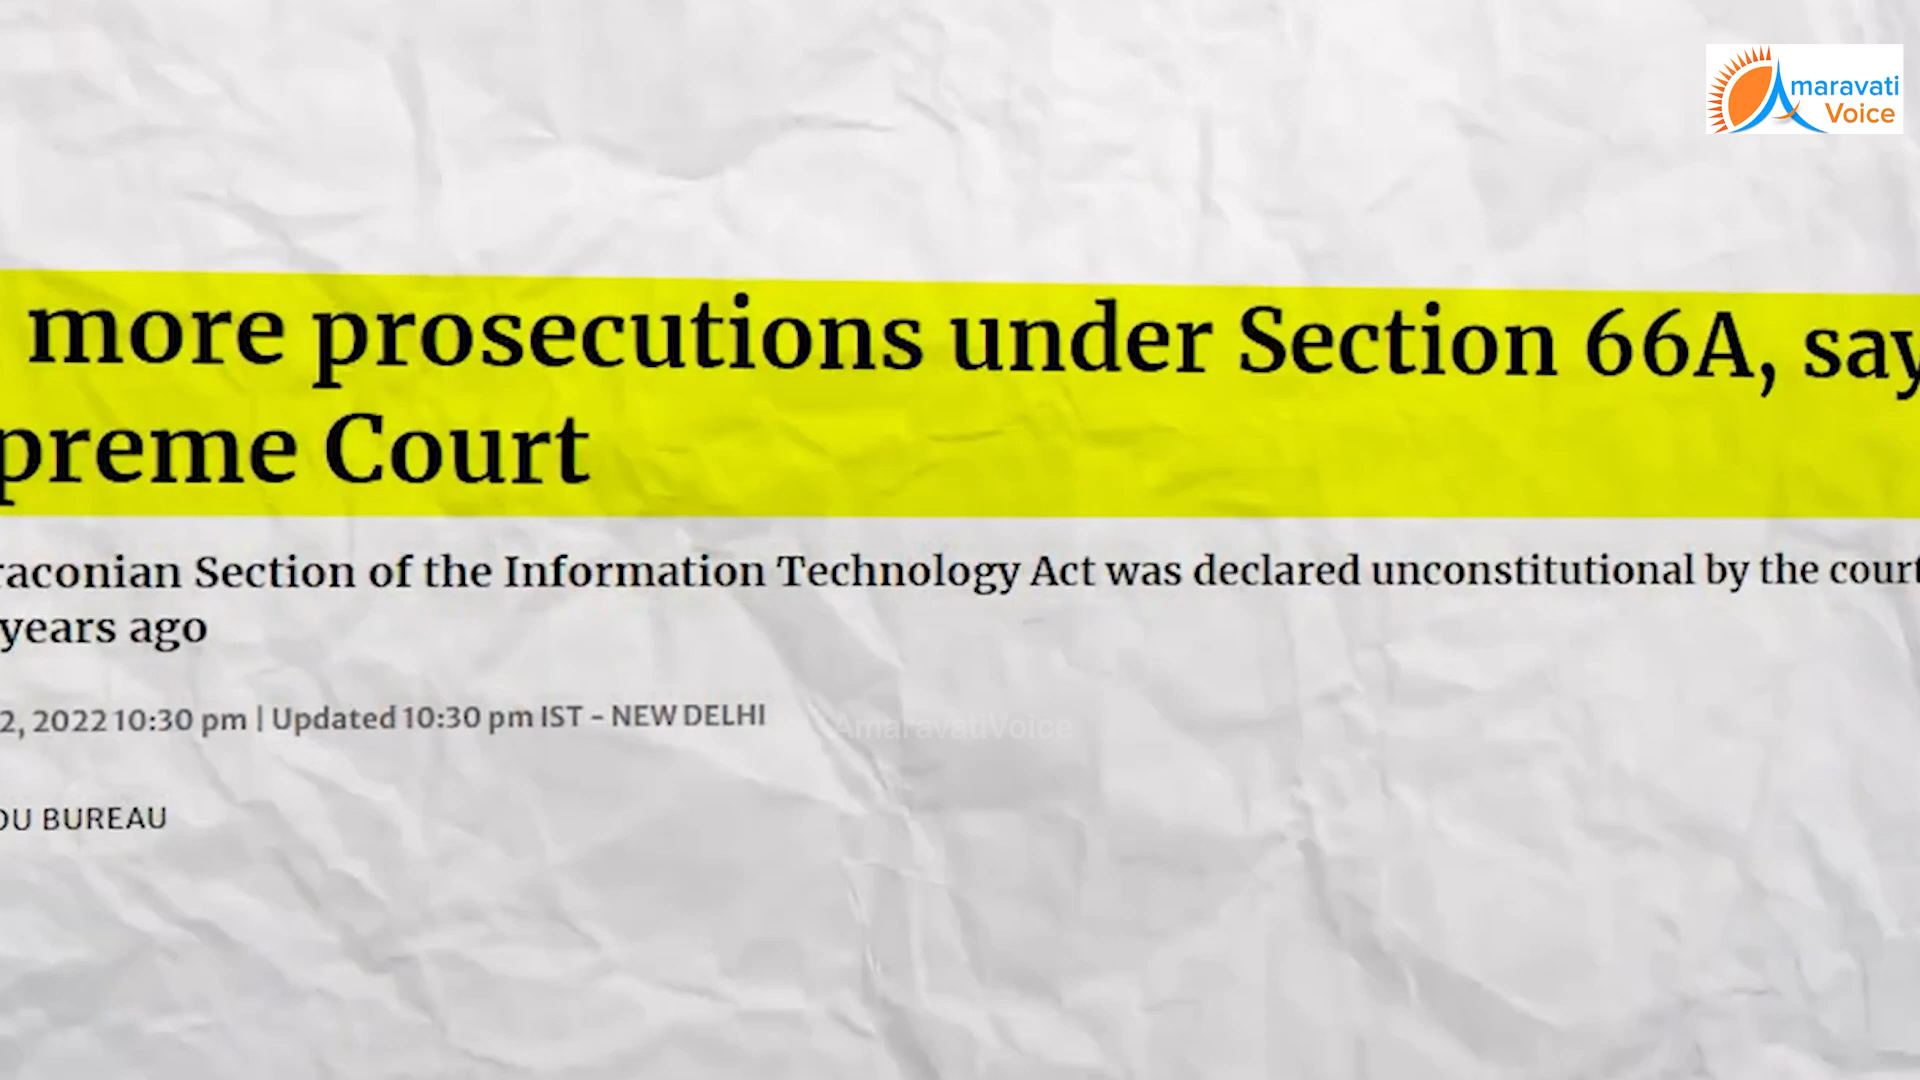 Amaravati
Voice
more prosecutions under Section 66A, say
preme Court
raconian Section of the Information Technology Act was declared unconstitutional by the court
years ago
2, 2022 10:30 pm | Updated 10:30 pm IST - NEW DELHI
AmaravatiVoice
DU BUREAU